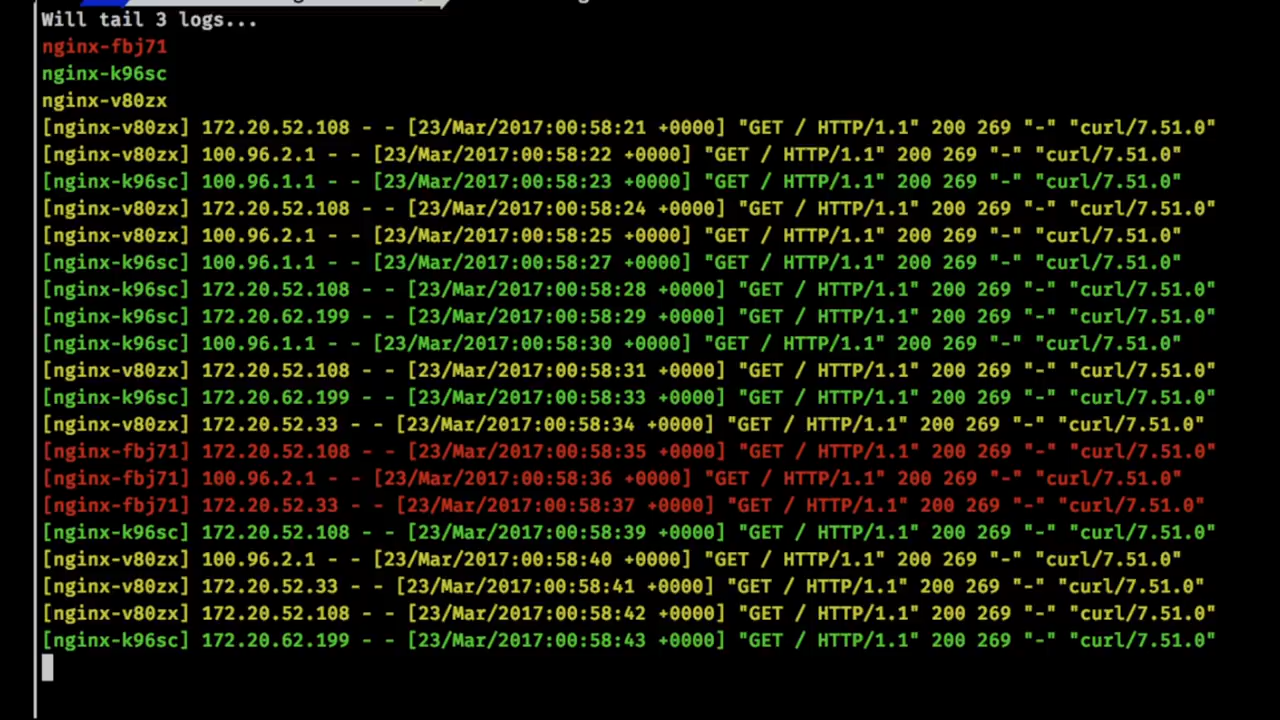 Will tail 3 logs...
nginx-fbj71
nginx-k96sc
nginx-v80zx
[nginx-v80zx] 172.20.52.108 - - [23/Mar/2017:00:58:21 +0000] "GET / HTTP/1.1" 200 269 "-" "curl/7.51.0"
[nginx-v80zx] 100.96.2.1 - - [23/Mar/2017:00:58:22 +0000] "GET / HTTP/1.1" 200 269 "-" "curl/7.51.0"
[nginx-k96sc] 100.96.1.1 - - [23/Mar/2017:00:58:23 +0000] "GET / HTTP/1.1" 200 269 "-" "curl/7.51.0"
[nginx-v80zx] 172.20.52.108 - - [23/Mar/2017:00:58:24 +0000] "GET / HTTP/1.1" 200 269 "-" "curl/7.51.0"
[nginx-v80zx] 100.96.2.1 - - [23/Mar/2017:00:58:25 +0000] "GET / HTTP/1.1" 200 269 "-" "curl/7.51.0"
[nginx-k96sc] 100.96.1.1 - - [23/Mar/2017:00:58:27 +0000] "GET / HTTP/1.1" 200 269 "-" "curl/7.51.0"
[nginx-k96sc] 172.20.52.108 - - [23/Mar/2017:00:58:28 +0000] "GET / HTTP/1.1" 200 269 "-" "curl/7.51.0"
[nginx-k96sc] 172.20.62.199 - - [23/Mar/2017:00:58:29 +0000] "GET / HTTP/1.1" 200 269 "-" "curl/7.51.0"
[nginx-k96sc] 100.96.1.1 - - [23/Mar/2017:00:58:30 +0000] "GET / HTTP/1.1" 200 269 "-" "curl/7.51.0"
[nginx-v80zx] 172.20.52.108 - - [23/Mar/2017:00:58:31 +0000] "GET / HTTP/1.1" 200 269 "-" "curl/7.51.0"
[nginx-k96sc] 172.20.62.199 - - [23/Mar/2017:00:58:33 +0000] "GET / HTTP/1.1" 200 269 "-" "curl/7.51.0"
[nginx-v80zx] 172.20.52.33 - - [23/Mar/2017:00:58:34 +0000] "GET / HTTP/1.1" 200 269 "-" "curl/7.51.0"
[nginx-fbj71] 172.20.52.108 - - [23/Mar/2017:00:58:35 +0000] "GET / HTTP/1.1" 200 269 "-" "curl/7.51.0"
[nginx-fbj71] 100.96.2.1 - - [23/Mar/2017:00:58:36 +0000] "GET / HTTP/1.1" 200 269 "-" "curl/7.51.0"
[nginx-fbj71] 172.20.52.33 - - [23/Mar/2017:00:58:37 +0000] "GET / HTTP/1.1" 200 269 "-" "curl/7.51.0"
[nginx-k96sc] 172.20.52.108 - - [23/Mar/2017:00:58:39 +0000] "GET / HTTP/1.1" 200 269 "-" "curl/7.51.0"
[nginx-v80zx] 100.96.2.1 - - [23/Mar/2017:00:58:40 +0000] "GET / HTTP/1.1" 200 269 "-" "curl/7.51.0"
[nginx-v80zx] 172.20.52.33 - - [23/Mar/2017:00:58:41 +0000] "GET / HTTP/1.1" 200 269 "-" "curl/7.51.0"
[nginx-v80zx] 172.20.52.108 - - [23/Mar/2017:00:58:42 +0000] "GET / HTTP/1.1" 200 269 "-" "curl/7.51.0"
[nginx-k96sc] 172.20.62.199 - - [23/Mar/2017:00:58:43 +0000] "GET / HTTP/1.1" 200 269 "-" "curl/7.51.0"